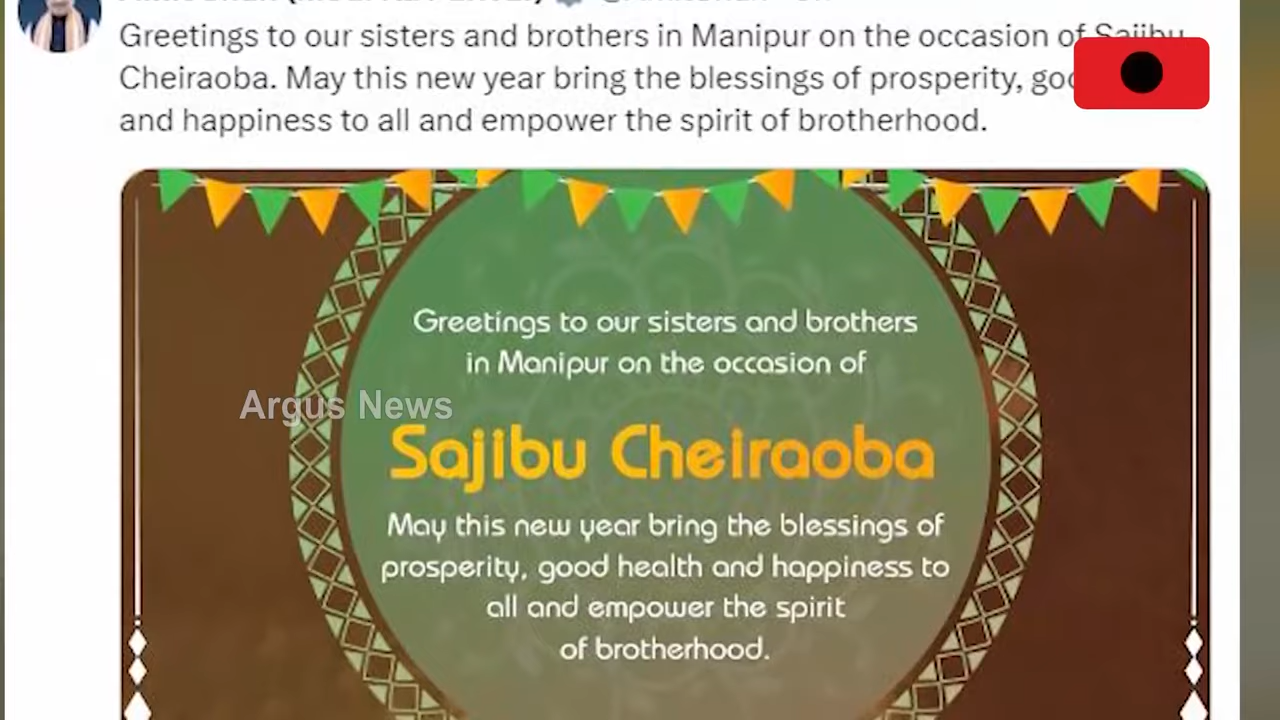 Greetings to our sisters and brothers in Manipur on the occasion of Sajibu
Cheiraoba. May this new year bring the blessings of prosperity,
and happiness to all and empower the spirit of brotherhood.
Greetings to our sisters and brothers
in Manipur on the occasion of
Argus News
Sajibu Cheiraoba
May this new year bring the blessings of
prosperity, good health and happiness to
all and empower the spirit
of brotherhood.